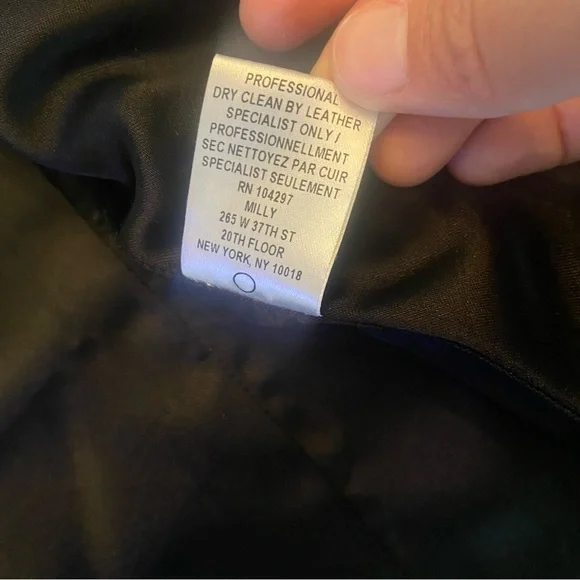 PROFESSIONAL
DRY CLEAN BY LEATHER
SPECIALIST ONLY /
PROFESSIONNELLMENT
SEC NETTOYEZ PAR CUIR
SPECIALIST SEULEMENT
RN 104297
MILLY
265 W 37TH ST
20TH FLOOR
NEW YORK, NY 10018